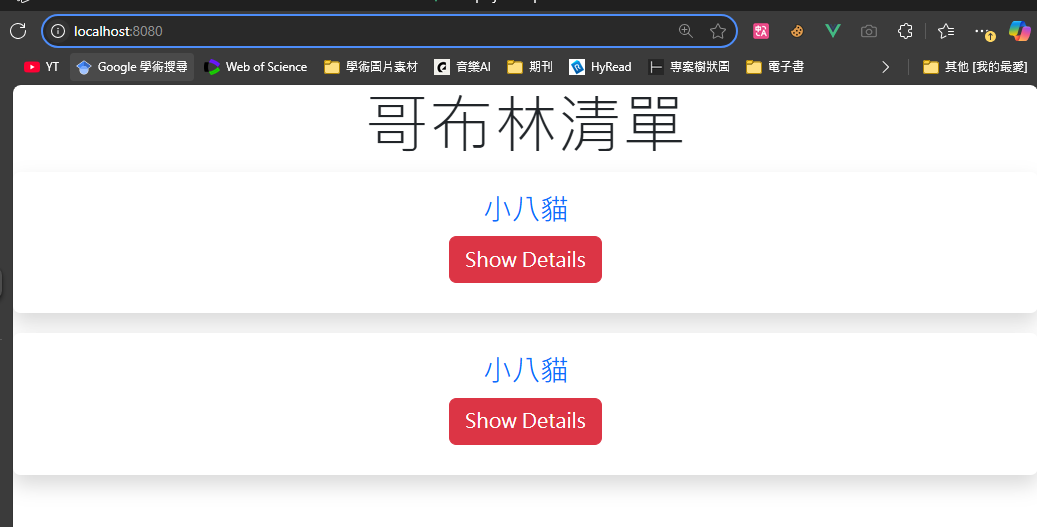 localhost:8080
YT
Google 學術搜尋
Web of Science
學術圖片素材
音樂AI
期刊
HyRead
專案樹狀圖
電子書
其他 [我的最愛]
哥布林清單
小八貓
Show Details
小八貓
Show Details